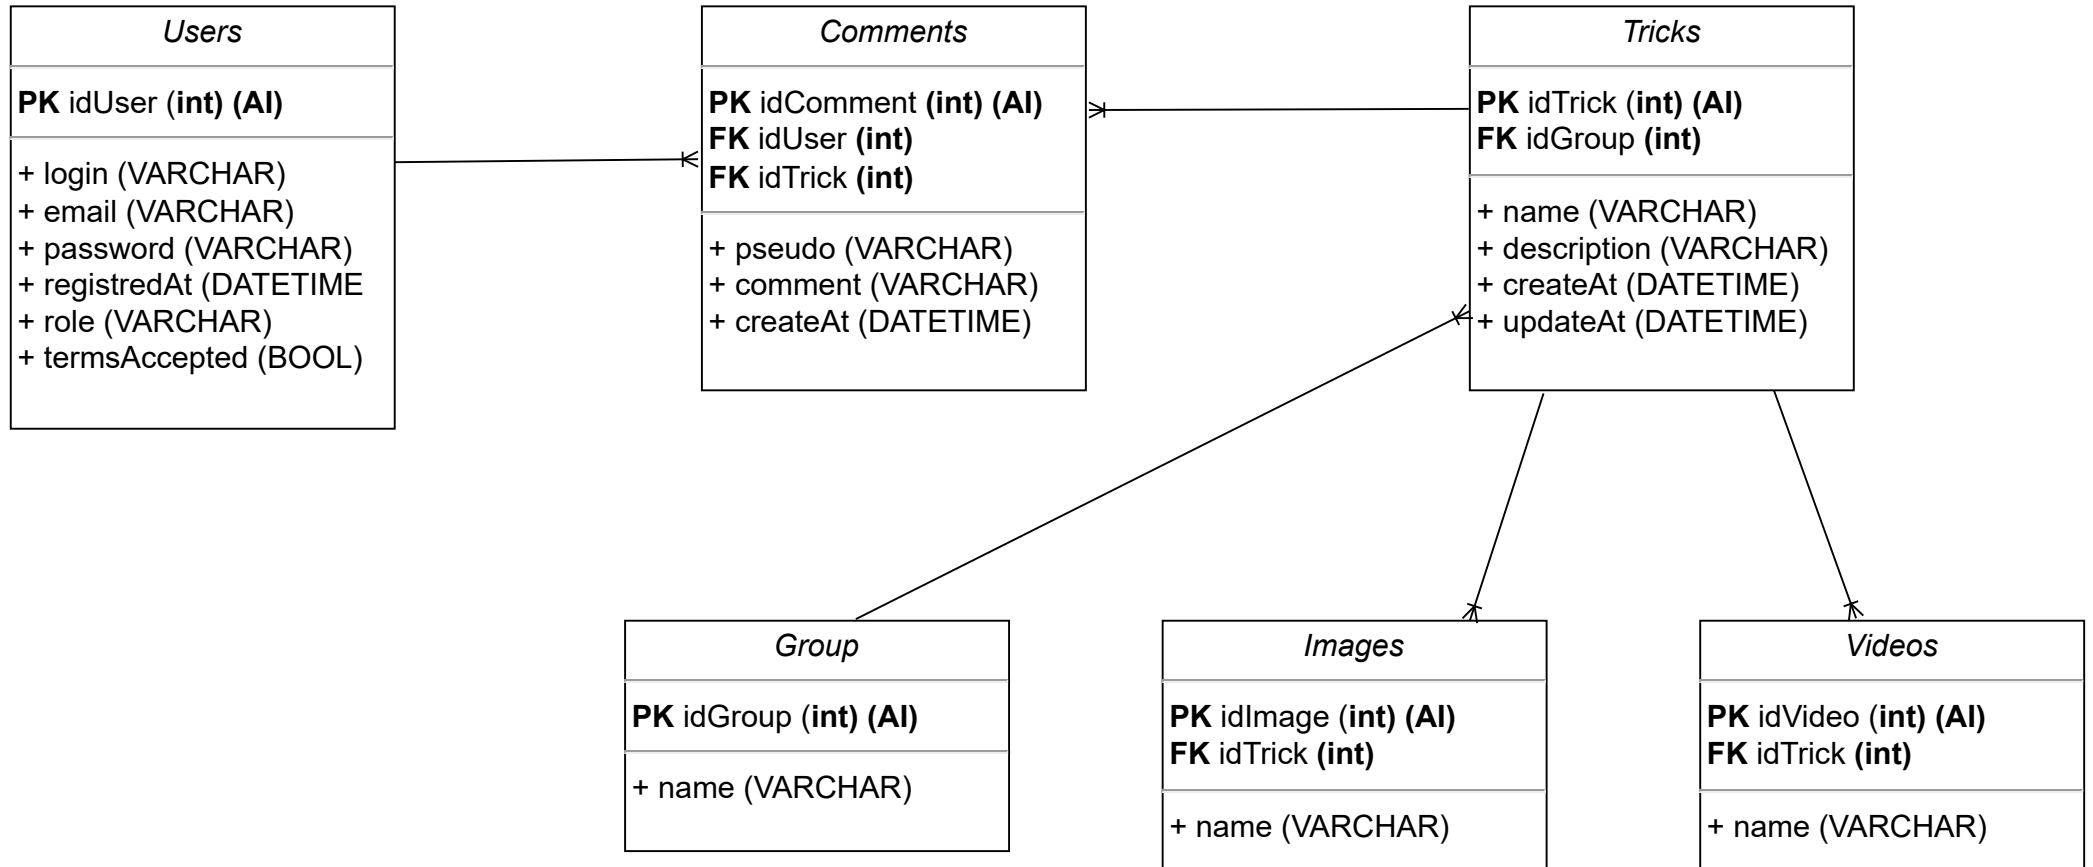 Users
PK idUser (int) (AI)
+ login (VARCHAR)
+ email (VARCHAR)
+ password (VARCHAR)
+ registredAt (DATETIME
+ role (VARCHAR)
+ termsAccepted (BOOL)
Comments
PK idComment (int) (AI)
FK idUser (int)
FK idTrick (int)
+ pseudo (VARCHAR)
+ comment (VARCHAR)
+ createAt (DATETIME)
Tricks
PK idTrick (int) (AI)
FK idGroup (int)
+ name (VARCHAR)
+ description (VARCHAR)
+ createAt (DATETIME)
+ updateAt (DATETIME)
Group
PK idGroup (int) (AI)
+ name (VARCHAR)
Images
PK idImage (int) (AI)
FK idTrick (int)
+ name (VARCHAR)
Videos
PK idVideo (int) (AI)
FK idTrick (int)
+ name (VARCHAR)